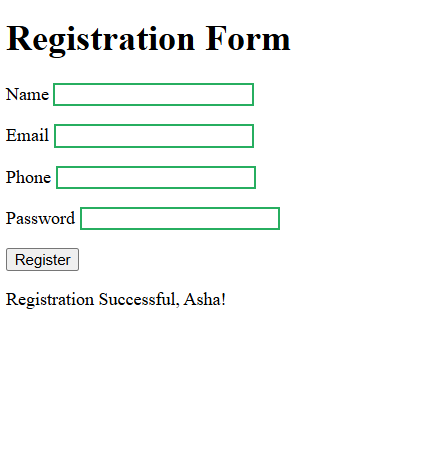 Registration Form
Name
Email
Phone
Password
Register
Registration Successful, Asha!